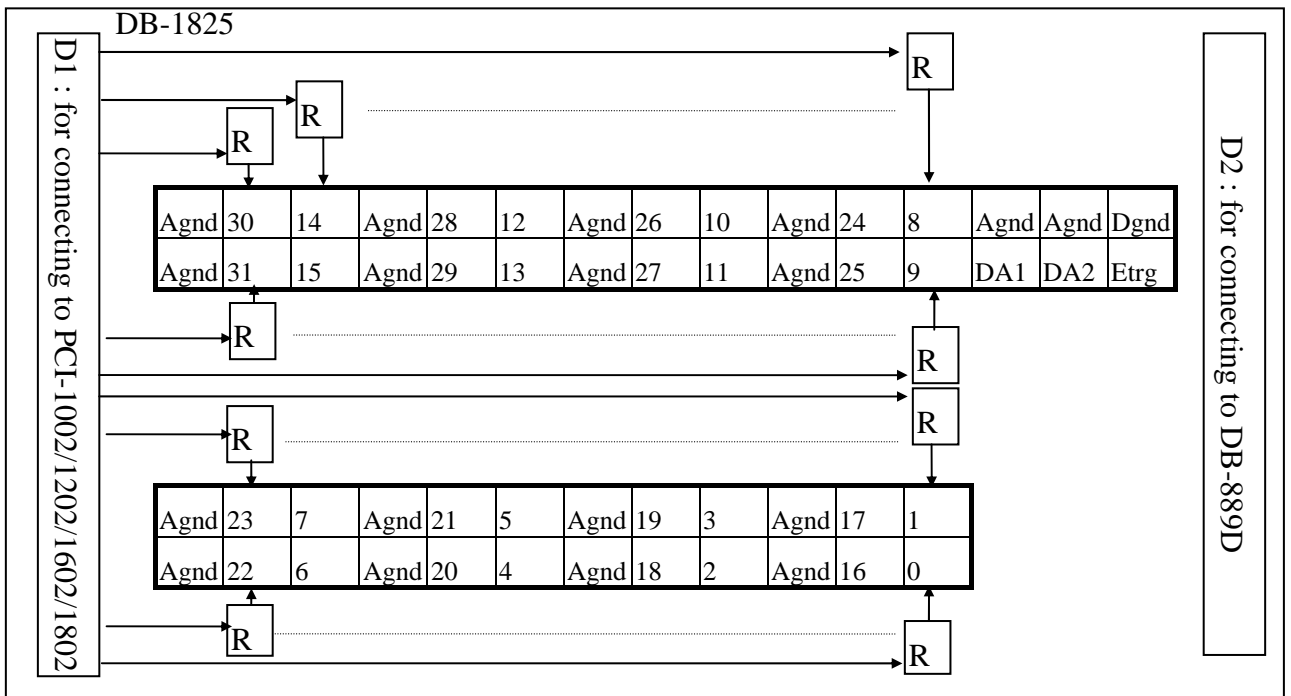 DB-1825
D1 : for connecting to PCI-1002/1202/1602/1802
R
R
R
Agnd 30 14 Agnd 28 12 Agnd 26 10 Agnd 24 8 Agnd Agnd Dgnd
Agnd 31 15 Agnd 29 13 Agnd 27 11 Agnd 25 9 DA1 DA2 Etrg
R
R
R
R
Agnd 23 7 Agnd 21 5 Agnd 19 3 Agnd 17 1
Agnd 22 6 Agnd 20 4 Agnd 18 2 Agnd 16 0
R
R
D2 : for connecting to DB-889D